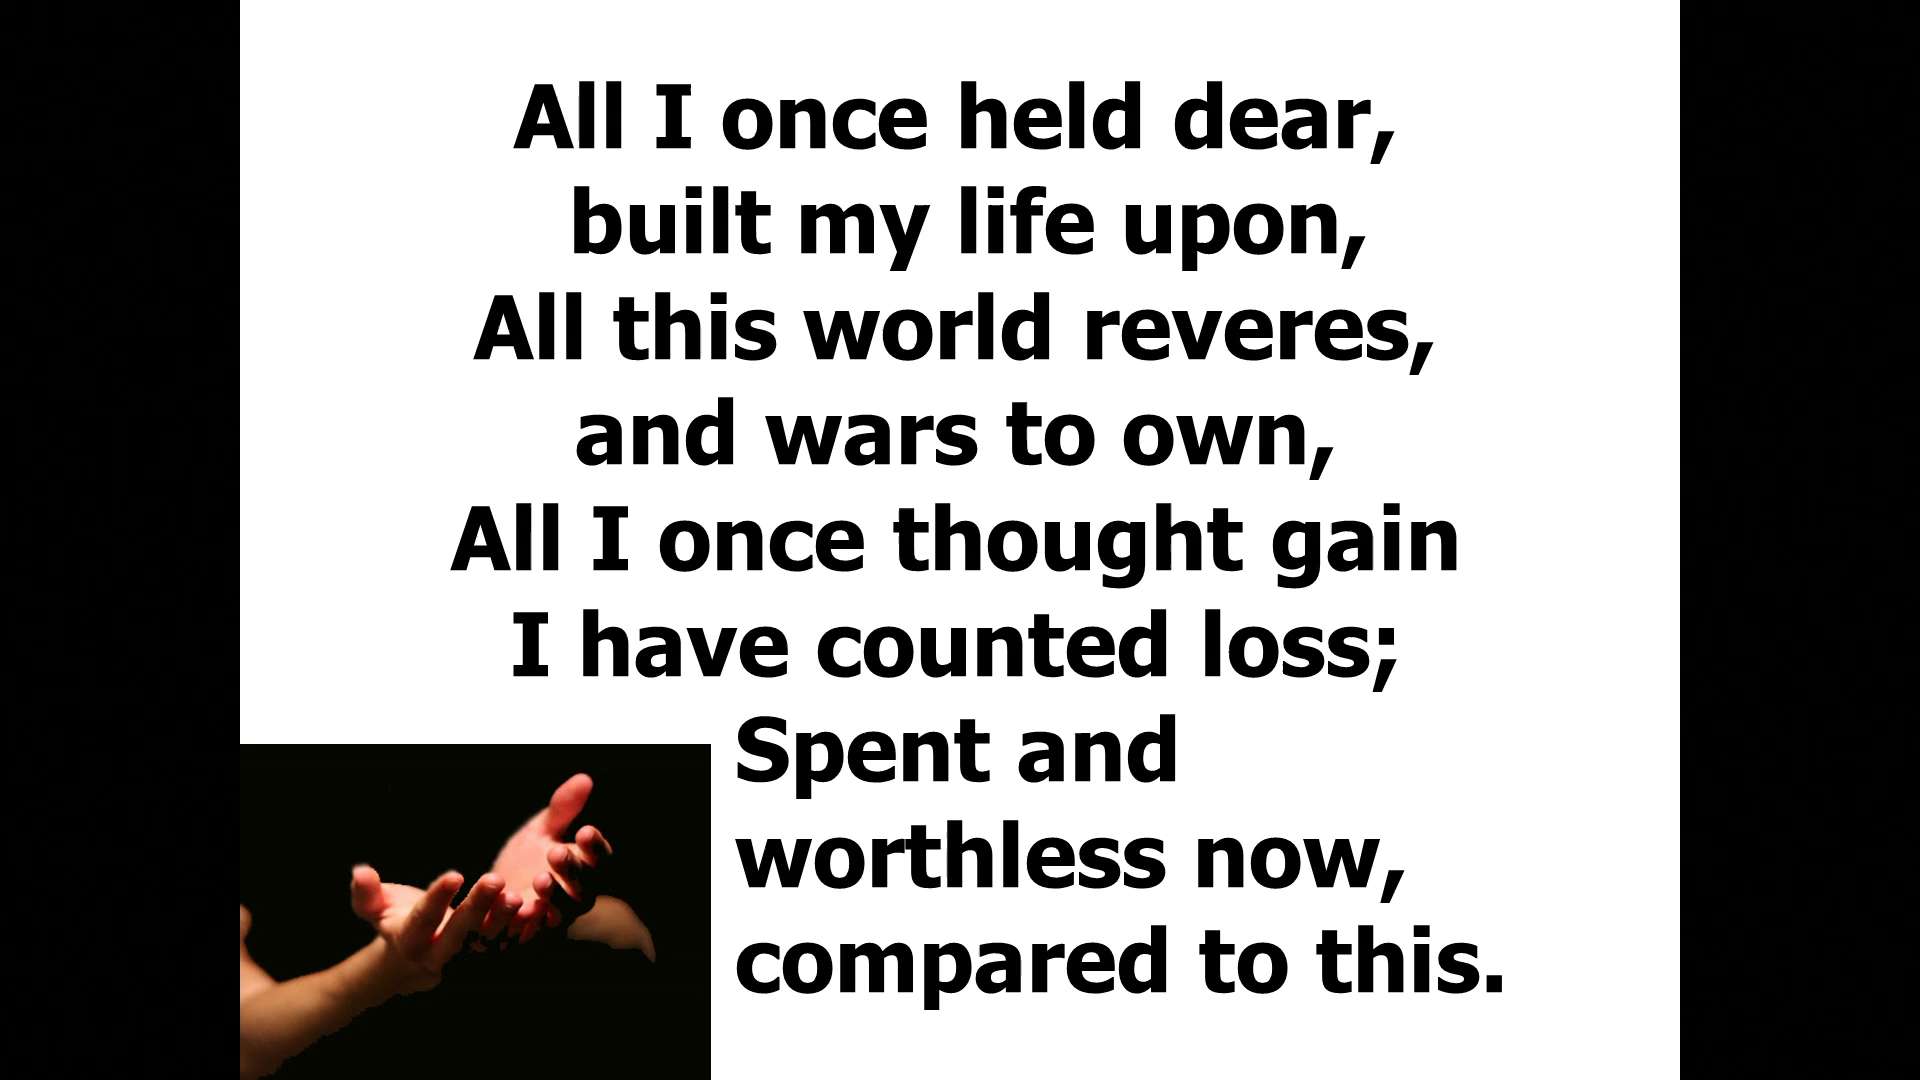 All I once held dear,
built my life upon,
All this world reveres,
and wars to own,
All I once thought gain
I have counted loss;
Spent and
worthless now,
compared to this.